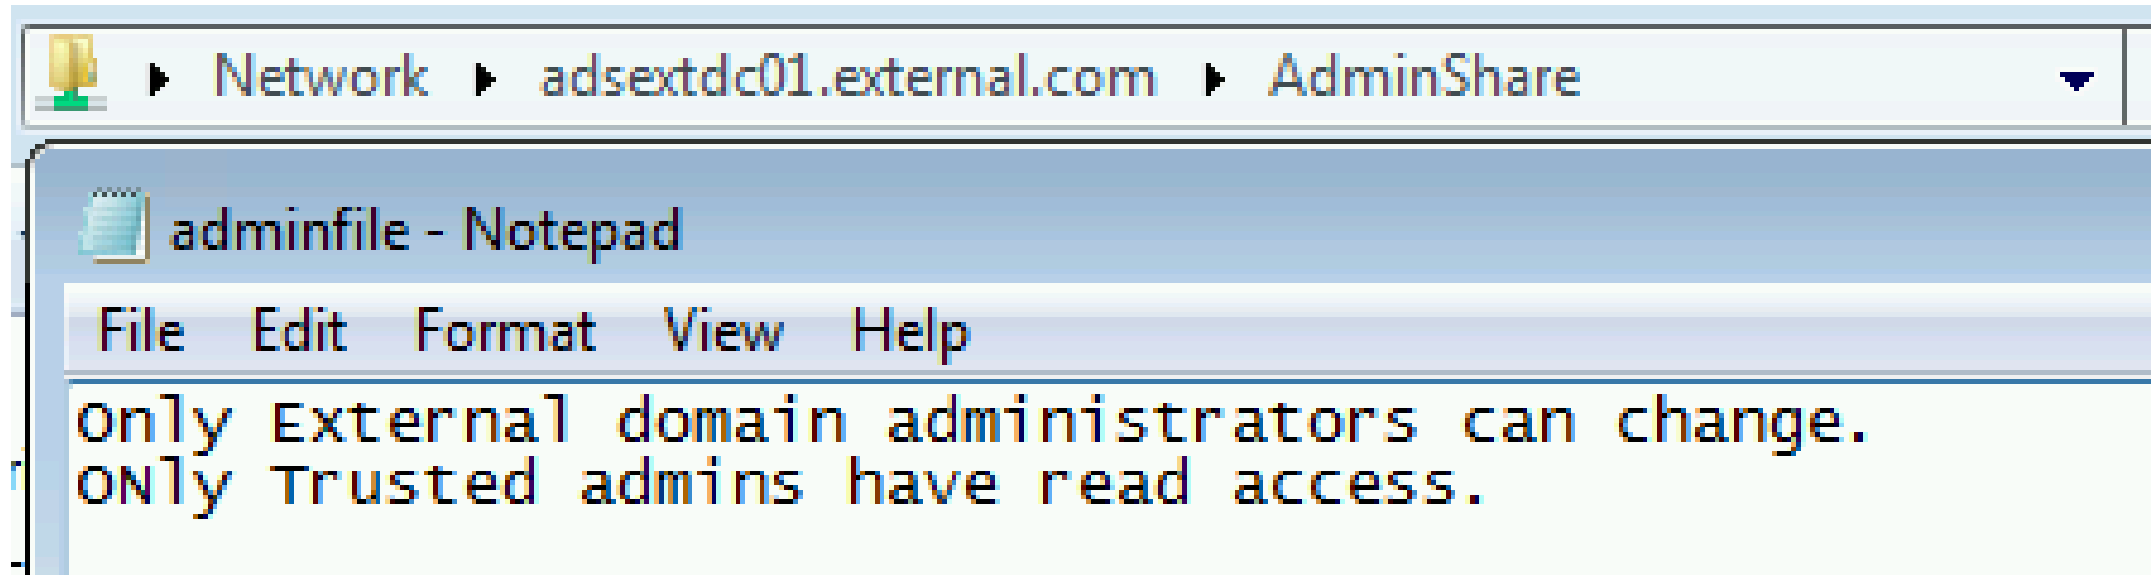 Network adsextdc01.external.com AdminShare
adminfile - Notepad
File Edit Format View Help
Only External domain administrators can change.
ONly Trusted admins have read access.